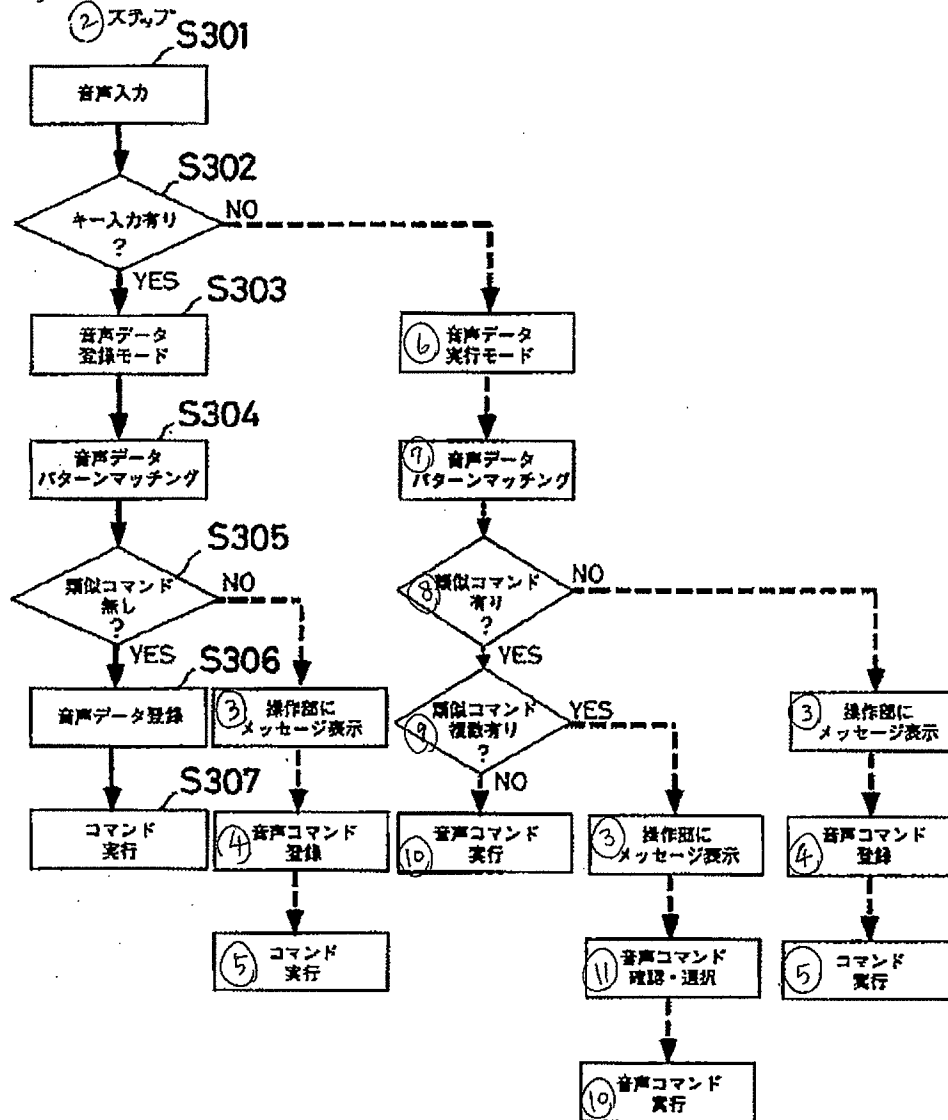 ② ステップ
S301
音声入力
S302
キー入力有り
?
NO
YES
S303
音声データ
登録モード
⑥ 音声データ
実行モード
S304
音声データ
パターンマッチング
⑦ 音声データ
パターンマッチング
S305
類似コマンド
無し
?
NO
YES
⑧ 類似コマンド
有り
?
NO
YES
S306
音声データ登録
③ 操作部に
メッセージ表示
⑨ 類似コマンド
複数有り
?
YES
NO
③ 操作部に
メッセージ表示
S307
コマンド
実行
④ 音声コマンド
登録
⑩ 音声コマンド
実行
③ 操作部に
メッセージ表示
④ 音声コマンド
登録
⑤ コマンド
実行
⑪ 音声コマンド
確認・選択
⑤ コマンド
実行
⑩ 音声コマンド
実行